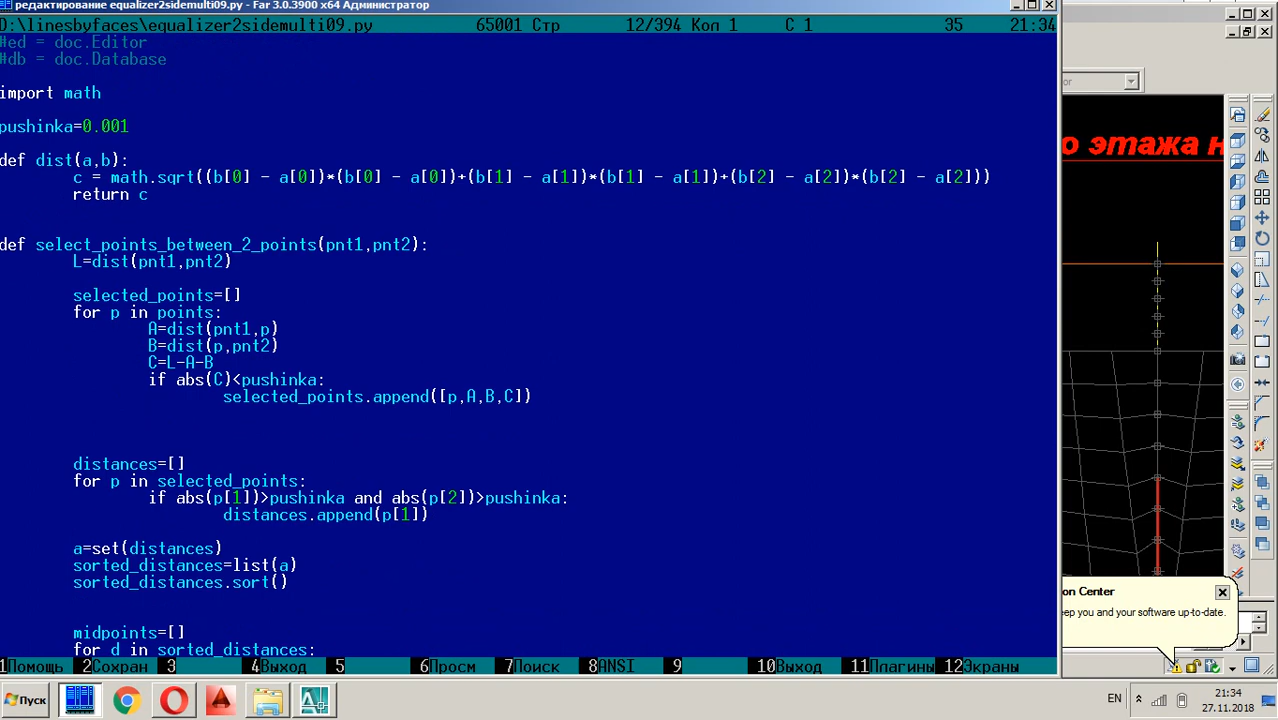 редактирование equalizer2sidemulti09.py - Far 3.0.3900 x64 Администратор
D:\linesbyfaces\equalizer2sidemulti09.py 65001 Стр 12/394 Кол 1 С 1 35 21:34
#ed = doc.Editor
#db = doc.Database
import math
pushinka=0.001
def dist(a,b):
c = math.sqrt((b[0] - a[0])*(b[0] - a[0])+(b[1] - a[1])*(b[1] - a[1])+(b[2] - a[2])*(b[2] - a[2]))
return c
def select_points_between_2_points(pnt1,pnt2):
L=dist(pnt1,pnt2)
selected_points=[]
for p in points:
A=dist(pnt1,p)
B=dist(p,pnt2)
C=L-A-B
if abs(C)<pushinka:
selected_points.append([p,A,B,C])
distances=[]
for p in selected_points:
if abs(p[1])>pushinka and abs(p[2])>pushinka:
distances.append(p[1])
a=set(distances)
sorted_distances=list(a)
sorted_distances.sort()
midpoints=[]
for d in sorted_distances:
1Помощь 2Сохран 3 4Выход 5 6Просм 7Поиск 8ANSI 9 10Выход 11Плагины 12Экраны
or
о этажа н
on Center
eep you and your software up-to-date.
Пуск
EN
21:34
27.11.2018